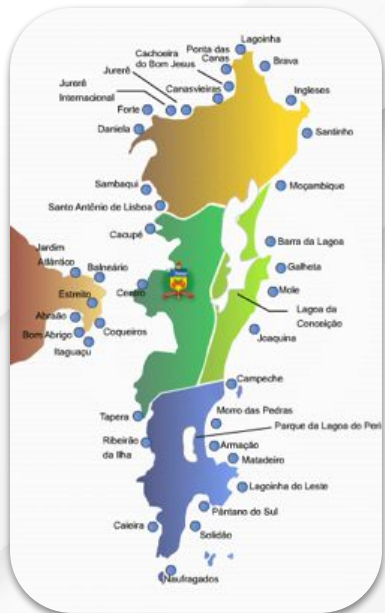 Lagoinha
Ponta das
Canas
Cachoeira
do Bom Jesus
Brava
Jurerê
Canasvieiras
Jurerê
Internacional
Ingleses
Forte
Daniela
Santinho
Sambaqui
Moçambique
Santo Antônio de Lisboa
Cacupé
Barra da Lagoa
Jardim
Atlântico
Balneário
Galheta
Centro
Estreito
Mole
Lagoa da
Conceição
Abraão
Coqueiros
Bom Abrigo
Joaquina
Itaguaçu
Campeche
Tapera
Morro das Pedras
Parque da Lagoa do Peri
Ribeirão
da Ilha
Armação
Matadeiro
Lagoinha do Leste
Pântano do Sul
Caieira
Solidão
Naufragados